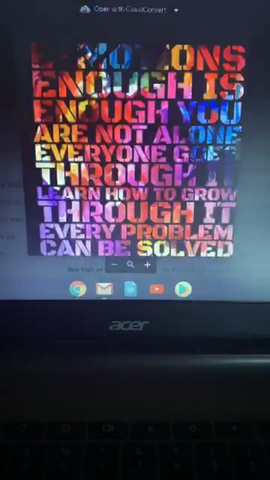 Open with CloudConvert
E-MOTIONS
ENOUGH IS
ENOUGH YOU
ARE NOT ALONE
EVERYONE GOES
THROUGH IT
LEARN HOW TO GROW
THROUGH IT
EVERY PROBLEM
CAN BE SOLVED
acer